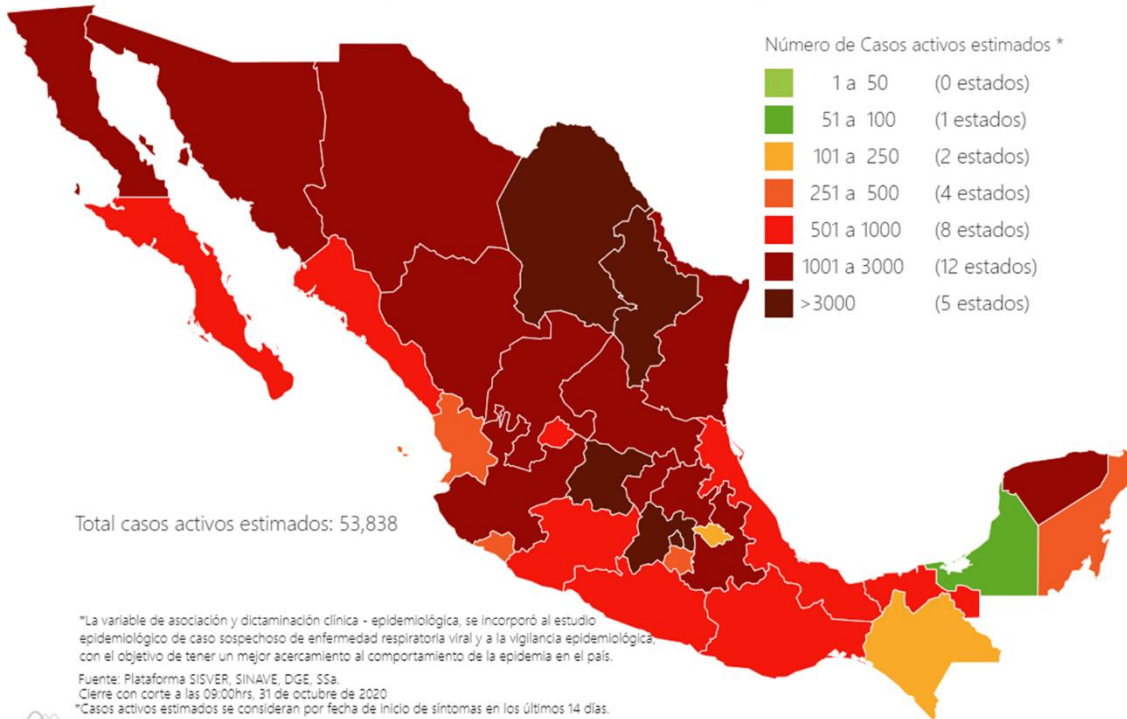 Número de Casos activos estimados *
1 a 50 (0 estados)
51 a 100 (1 estados)
101 a 250 (2 estados)
251 a 500 (4 estados)
501 a 1000 (8 estados)
1001 a 3000 (12 estados)
>3000 (5 estados)
Total casos activos estimados: 53,838
*La variable de asociación y dictaminación clínica - epidemiológica, se incorporó al estudio
epidemiológico de caso sospechoso de enfermedad respiratoria viral y a la vigilancia epidemiológica,
con el objetivo de tener un mejor acercamiento al comportamiento de la epidemia en el país.
Fuente: Plataforma SISVER, SINAVE, DGE, SSa.
Cierre con corte a las 09:00hrs, 31 de octubre de 2020
*Casos activos estimados se consideran por fecha de inicio de síntomas en los últimos 14 días.